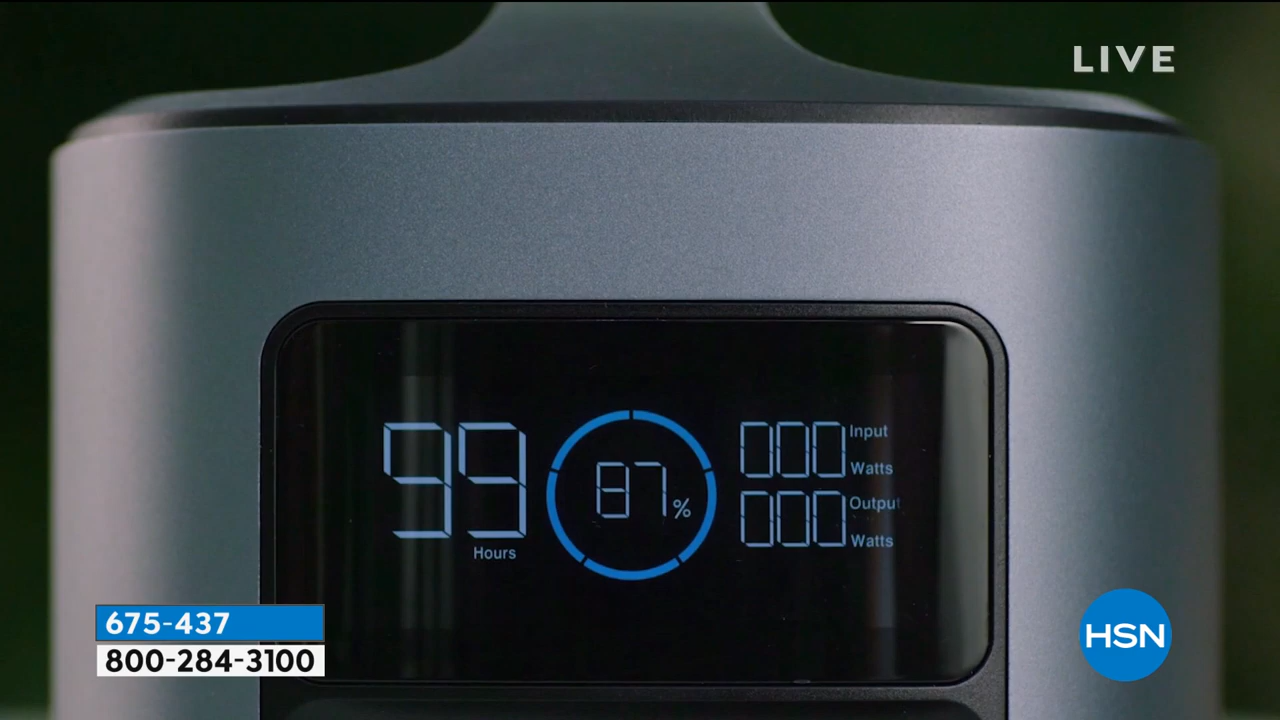 LIVE
99
Hours
87%
000 Input
Watts
000 Output
Watts
675-437
800-284-3100
HSN